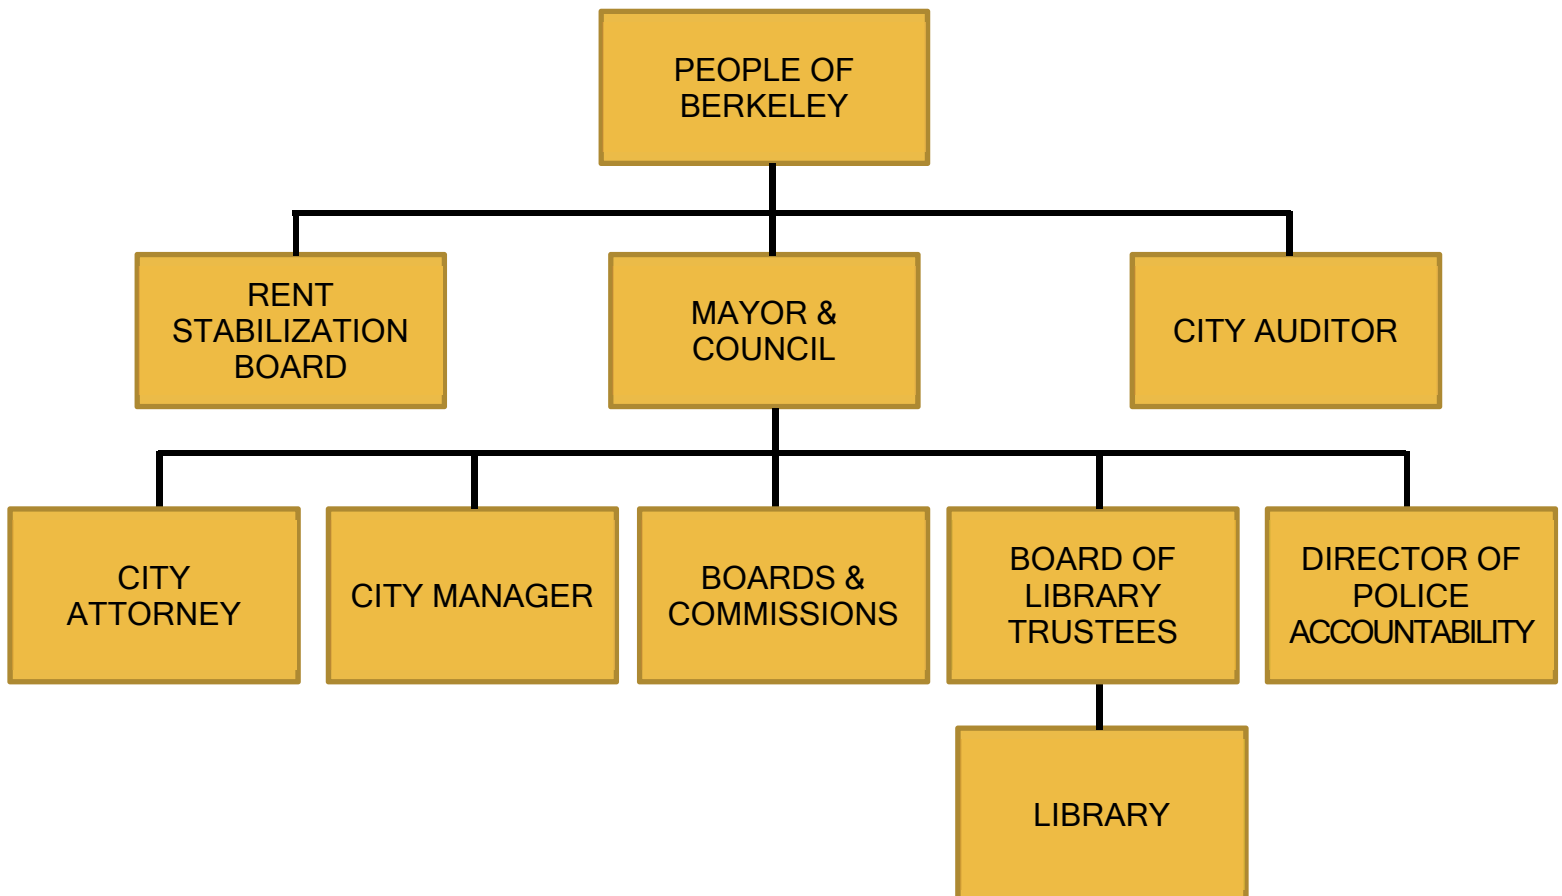 PEOPLE OF
BERKELEY
RENT
STABILIZATION
BOARD
MAYOR &
COUNCIL
CITY AUDITOR
CITY
ATTORNEY
CITY MANAGER
BOARDS &
COMMISSIONS
BOARD OF
LIBRARY
TRUSTEES
DIRECTOR OF
POLICE
ACCOUNTABILITY
LIBRARY